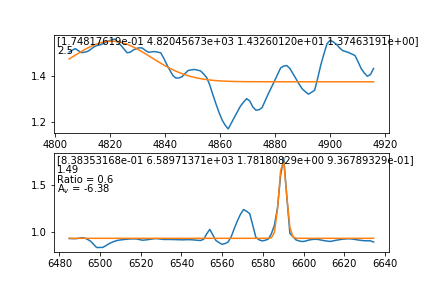 [1.74817619e-01 4.82045673e+03 1.43260120e+01 1.37463191e+00]
2.5
1.4
1.2
4800 4820 4840 4860 4880 4900 4920
[8.38353168e-01 6.58971371e+03 1.78180829e+00 9.36789329e-01]
1.49
Ratio = 0.6
Av = -6.38
1.5
1.0
6480 6500 6520 6540 6560 6580 6600 6620 6640